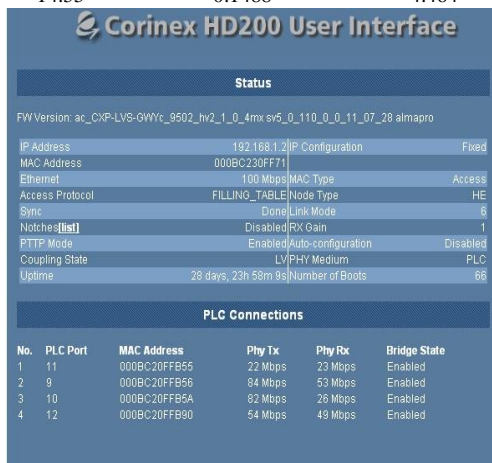 Corinex HD200 User Interface
Status
FW Version: ac_CXP-LVS-GWYc_9502_hv2_1_0_4mx sv5_0_110_0_0_11_07_28 almapro
IP Address 192.168.1.2 IP Configuration Fixed
MAC Address 000BC230FF71
Ethernet 100 Mbps MAC Type Access
Access Protocol FILLING_TABLE Node Type HE
Sync Done Link Mode 6
Notches[list] Disabled RX Gain 1
PTTP Mode Enabled Auto-configuration Disabled
Coupling State LV PHY Medium PLC
Uptime 28 days, 23h 58m 9s Number of Boots 66
PLC Connections
No. PLC Port MAC Address Phy Tx Phy Rx Bridge State
1 11 000BC20FFB55 22 Mbps 23 Mbps Enabled
2 9 000BC20FFB56 84 Mbps 53 Mbps Enabled
3 10 000BC20FFB5A 82 Mbps 26 Mbps Enabled
4 12 000BC20FFB90 54 Mbps 49 Mbps Enabled